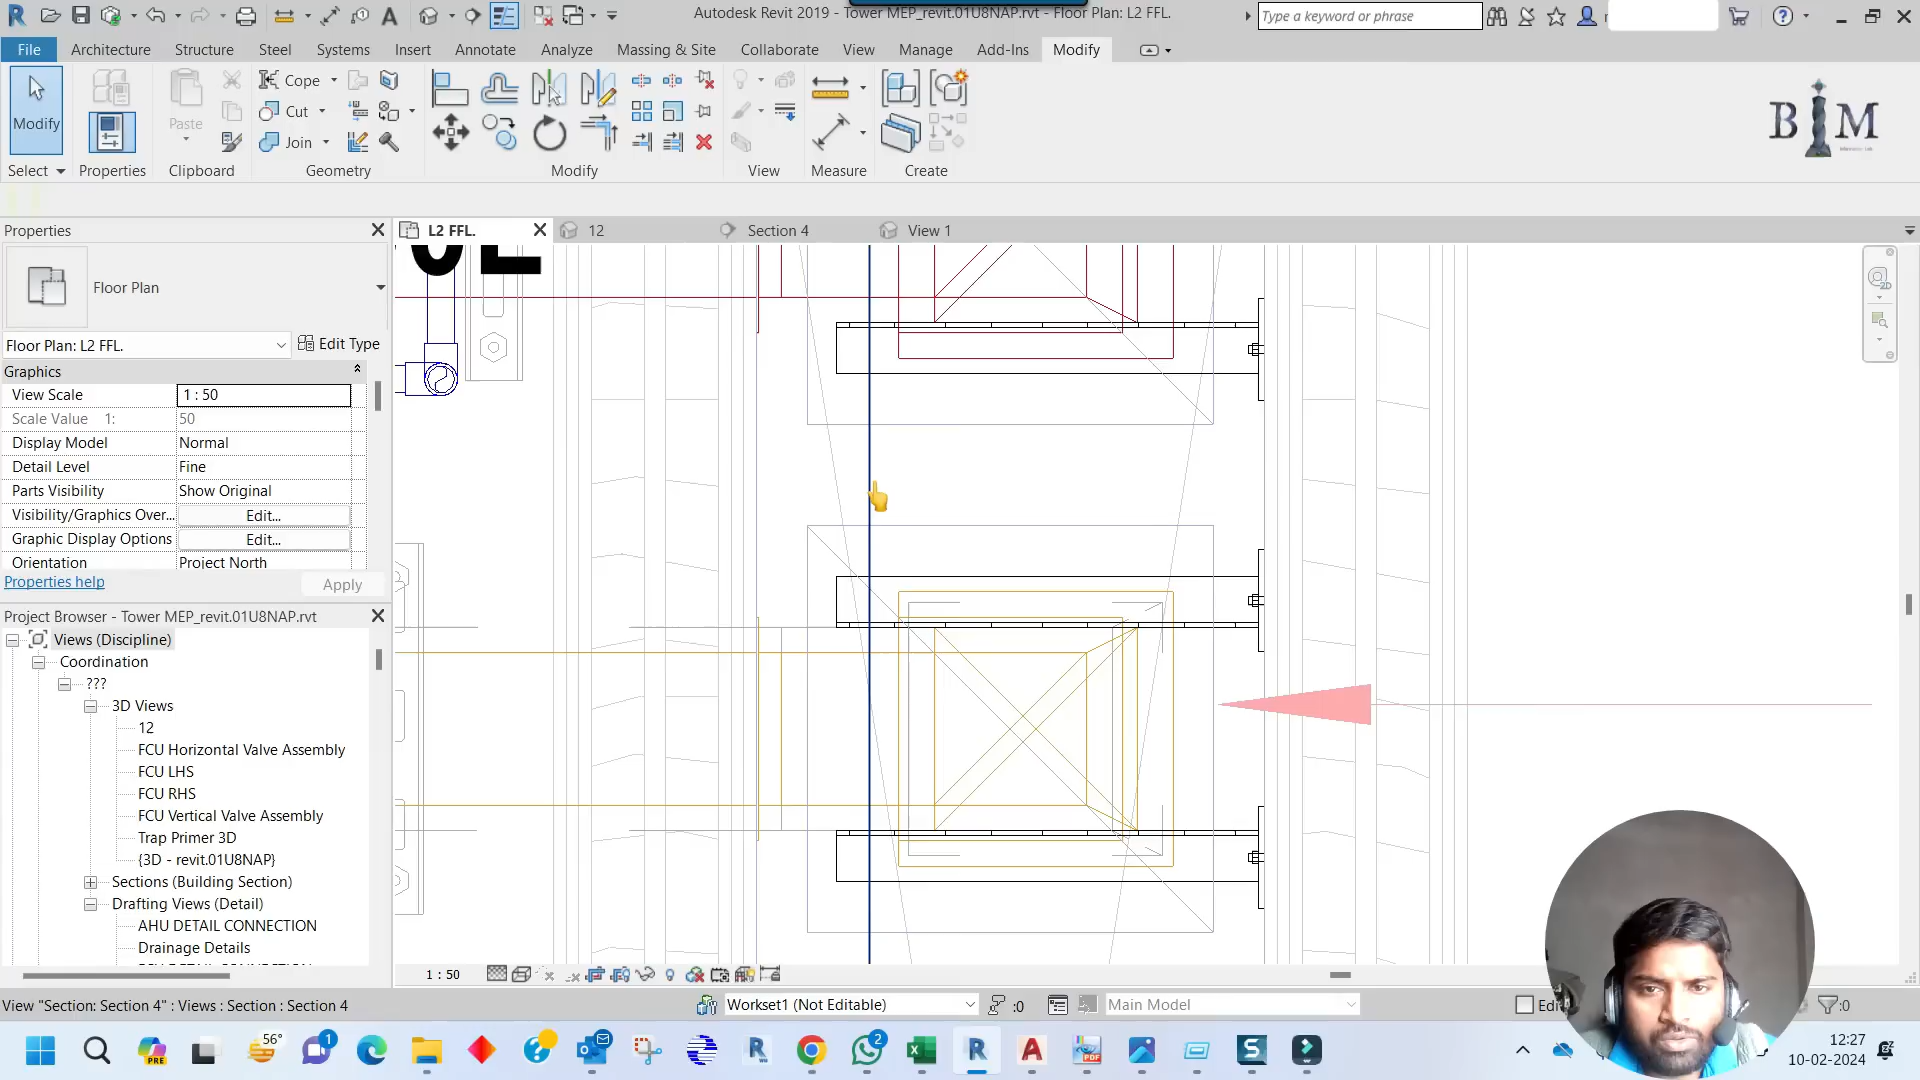 Autodesk Revit 2019 - Tower MEP_revit.01U8NAP.rvt - Floor Plan: L2 FFL.
Type a keyword or phrase
File Architecture Structure Steel Systems Insert Annotate Analyze Massing & Site Collaborate View Manage Add-Ins Modify
Modify
Paste
Cope
Cut
Join
Select Properties Clipboard Geometry Modify View Measure Create
BIM
Properties
L2 FFL. 12 Section 4 View 1
Floor Plan
Floor Plan: L2 FFL. Edit Type
Graphics
View Scale 1 : 50
Scale Value 1: 50
Display Model Normal
Detail Level Fine
Parts Visibility Show Original
Visibility/Graphics Over... Edit...
Graphic Display Options Edit...
Orientation Project North
Properties help Apply
Project Browser - Tower MEP_revit.01U8NAP.rvt
Views (Discipline)
Coordination
???
3D Views
12
FCU Horizontal Valve Assembly
FCU LHS
FCU RHS
FCU Vertical Valve Assembly
Trap Primer 3D
{3D - revit.01U8NAP}
Sections (Building Section)
Drafting Views (Detail)
AHU DETAIL CONNECTION
Drainage Details
1 : 50
View "Section: Section 4" : Views : Section : Section 4
Workset1 (Not Editable) :0 Main Model :0
56°
PRE
1
2
PDF
12:27
10-02-2024